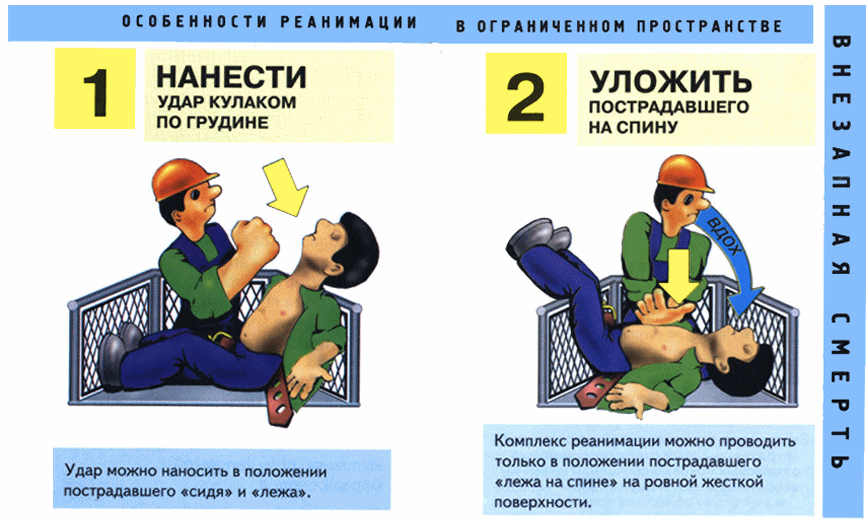 ОСОБЕННОСТИ РЕАНИМАЦИИ В ОГРАНИЧЕННОМ ПРОСТРАНСТВЕ
1
НАНЕСТИ
УДАР КУЛАКОМ
ПО ГРУДИНЕ
2
УЛОЖИТЬ
ПОСТРАДАВШЕГО
НА СПИНУ
ВДОХ
Удар можно наносить в положении
пострадавшего «сидя» и «лежа».
Комплекс реанимации можно проводить
только в положении пострадавшего
«лежа на спине» на ровной жесткой
поверхности.
ВНЕЗАПНАЯ СМЕРТЬ